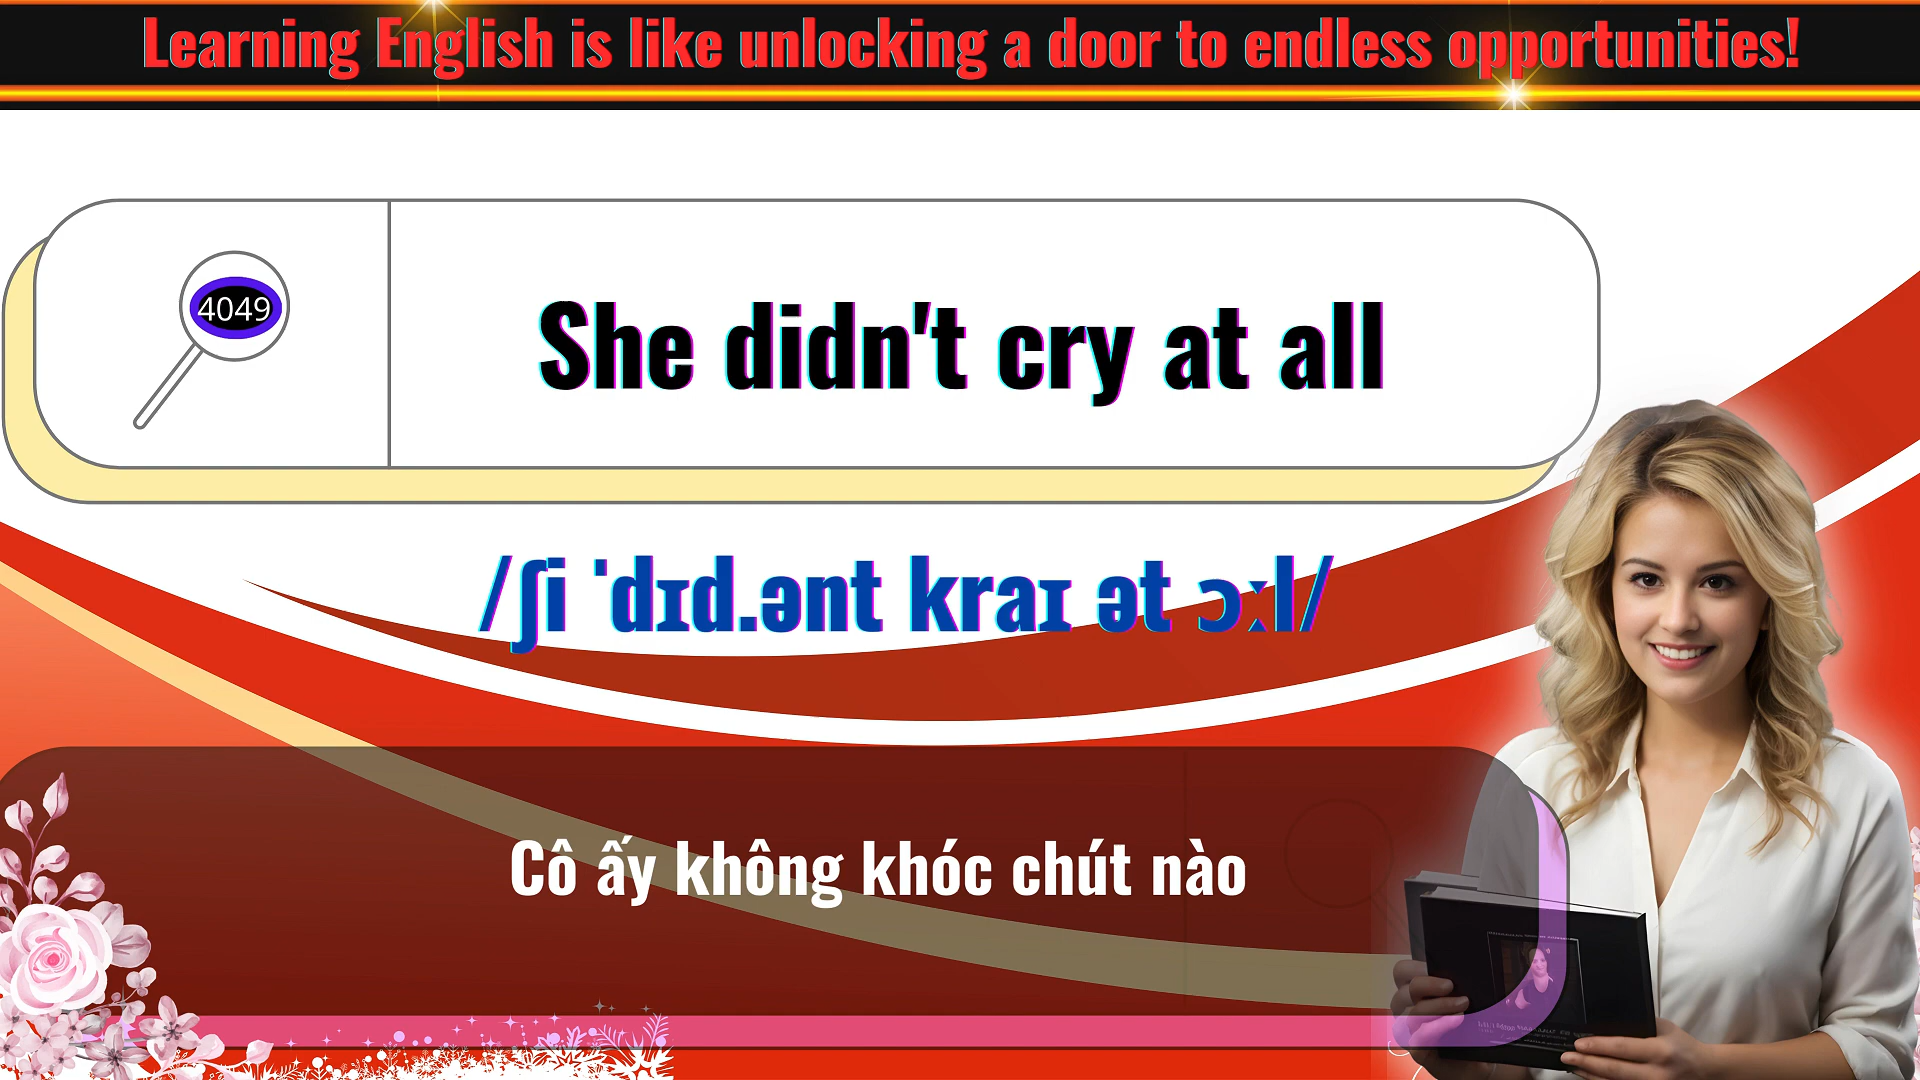 Learning English is like unlocking a door to endless opportunities!
4049
She didn't cry at all
/ʃi ˈdɪd.ənt kraɪ ət ɔːl/
Cô ấy không khóc chút nào